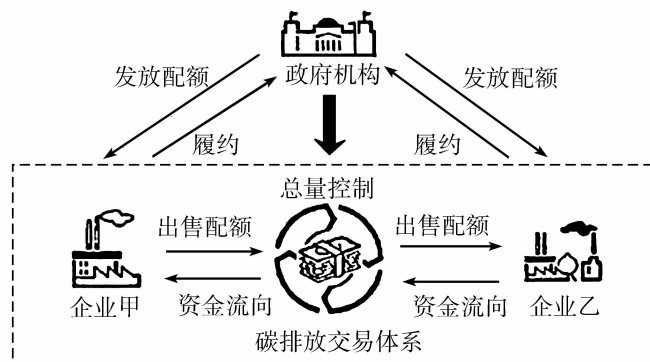 政府机构
发放配额
发放配额
履约
履约
总量控制
出售配额
出售配额
资金流向
资金流向
企业甲
企业乙
碳排放交易体系